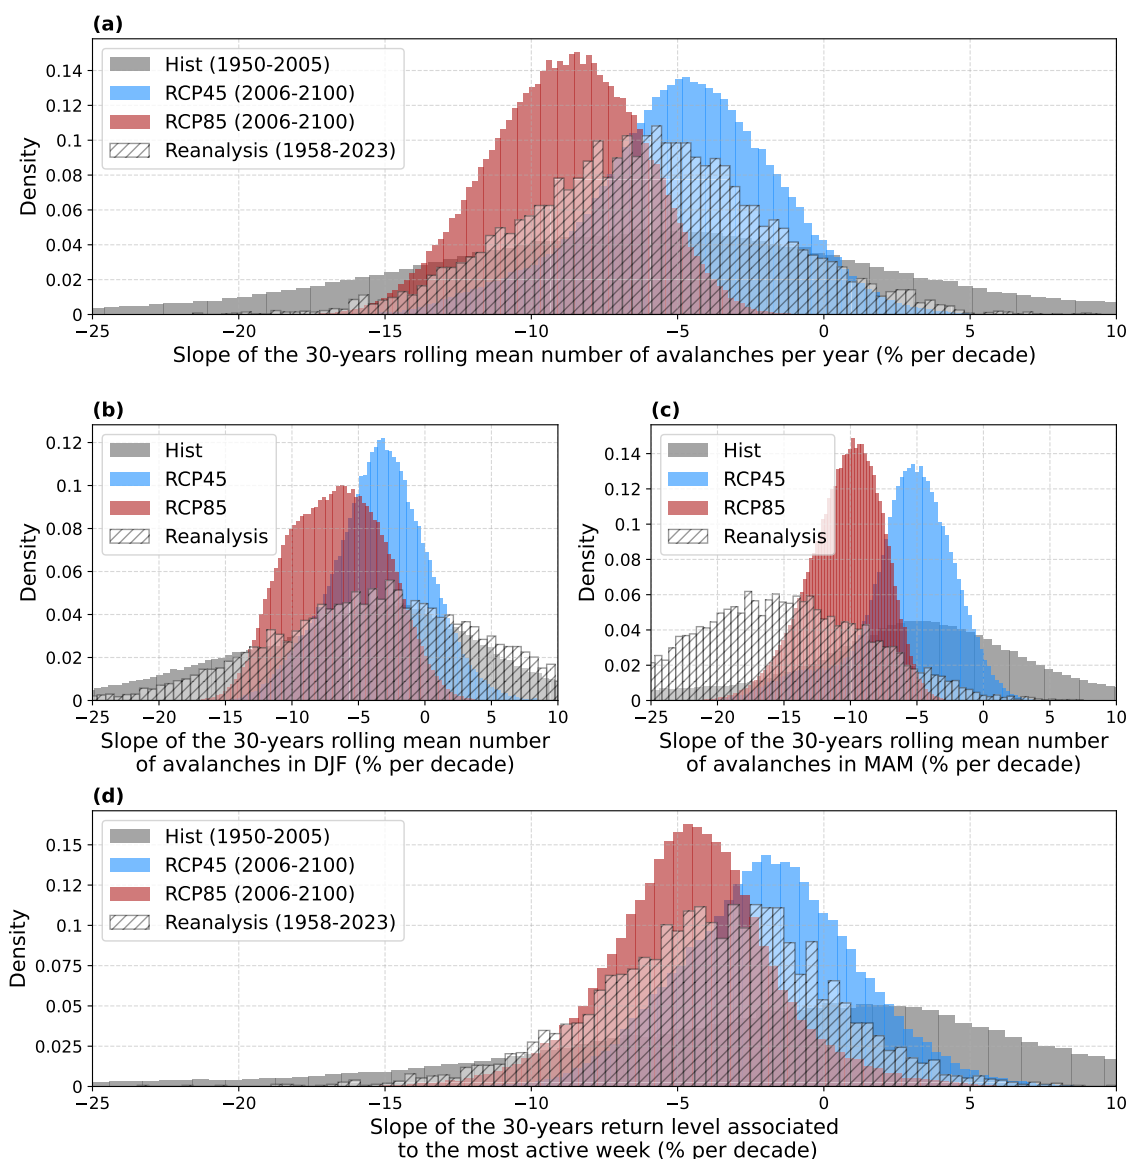 (a)
Hist (1950-2005)
RCP45 (2006-2100)
RCP85 (2006-2100)
Reanalysis (1958-2023)
Density
0.14
0.12
0.1
0.08
0.06
0.04
0.02
0
−25 −20 −15 −10 −5 0 5 10
Slope of the 30-years rolling mean number of avalanches per year (% per decade)
(b)
Hist
RCP45
RCP85
Reanalysis
Density
0.12
0.1
0.08
0.06
0.04
0.02
0
−25 −20 −15 −10 −5 0 5 10
Slope of the 30-years rolling mean number
of avalanches in DJF (% per decade)
(c)
Hist
RCP45
RCP85
Reanalysis
Density
0.14
0.12
0.1
0.08
0.06
0.04
0.02
0
−25 −20 −15 −10 −5 0 5 10
Slope of the 30-years rolling mean number
of avalanches in MAM (% per decade)
(d)
Hist (1950-2005)
RCP45 (2006-2100)
RCP85 (2006-2100)
Reanalysis (1958-2023)
Density
0.15
0.12
0.1
0.075
0.05
0.025
0
−25 −20 −15 −10 −5 0 5 10
Slope of the 30-years return level associated
to the most active week (% per decade)